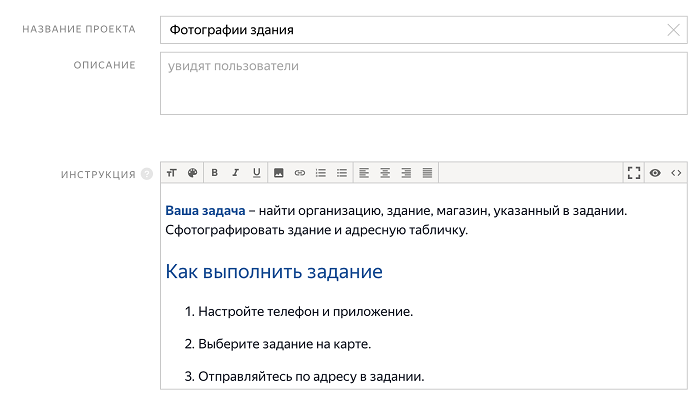 НАЗВАНИЕ ПРОЕКТА
Фотографии здания
ОПИСАНИЕ
увидят пользователи
ИНСТРУКЦИЯ ?
B I U
Ваша задача – найти организацию, здание, магазин, указанный в задании.
Сфотографировать здание и адресную табличку.
Как выполнить задание
1. Настройте телефон и приложение.
2. Выберите задание на карте.
3. Отправляйтесь по адресу в задании.